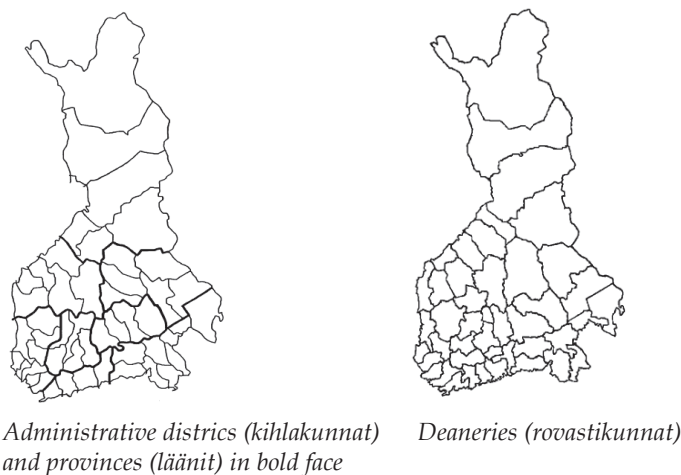 Administrative districs (kihlakunnat)
and provinces (läänit) in bold face
Deaneries (rovastikunnat)